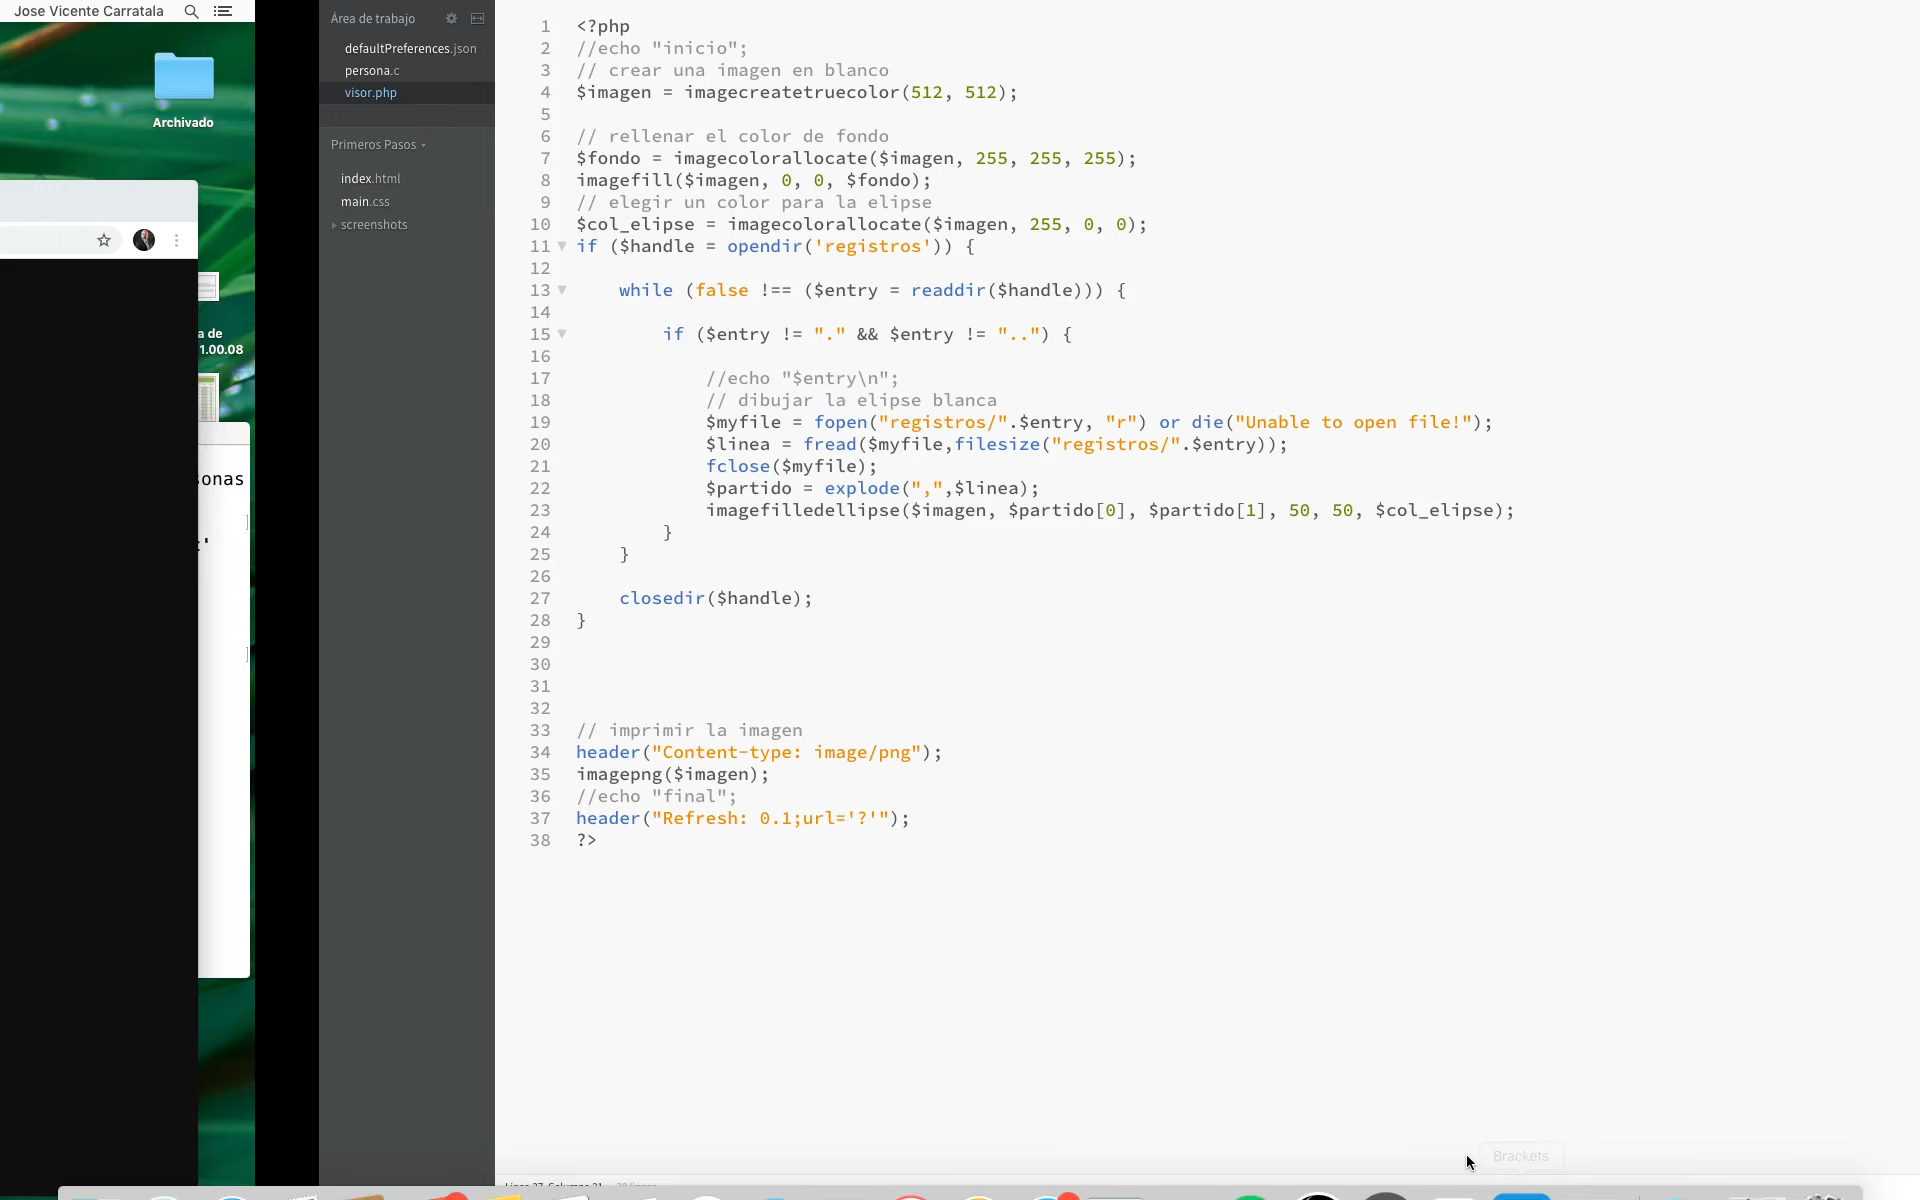 Jose Vicente Carratala
Archivado
a de
1.00.08
onas
Área de trabajo
defaultPreferences.json
persona.c
visor.php
Primeros Pasos
index.html
main.css
screenshots
1 <?php
2 //echo "inicio";
3 // crear una imagen en blanco
4 $imagen = imagecreatetruecolor(512, 512);
5
6 // rellenar el color de fondo
7 $fondo = imagecolorallocate($imagen, 255, 255, 255);
8 imagefill($imagen, 0, 0, $fondo);
9 // elegir un color para la elipse
10 $col_elipse = imagecolorallocate($imagen, 255, 0, 0);
11 if ($handle = opendir('registros')) {
12
13 while (false !== ($entry = readdir($handle))) {
14
15 if ($entry != "." && $entry != "..") {
16
17 //echo "$entry\n";
18 // dibujar la elipse blanca
19 $myfile = fopen("registros/".$entry, "r") or die("Unable to open file!");
20 $linea = fread($myfile,filesize("registros/".$entry));
21 fclose($myfile);
22 $partido = explode(",",$linea);
23 imagefilledellipse($imagen, $partido[0], $partido[1], 50, 50, $col_elipse);
24 }
25 }
26
27 closedir($handle);
28 }
29
30
31
32
33 // imprimir la imagen
34 header("Content-type: image/png");
35 imagepng($imagen);
36 //echo "final";
37 header("Refresh: 0.1;url='?'");
38 ?>
Brackets